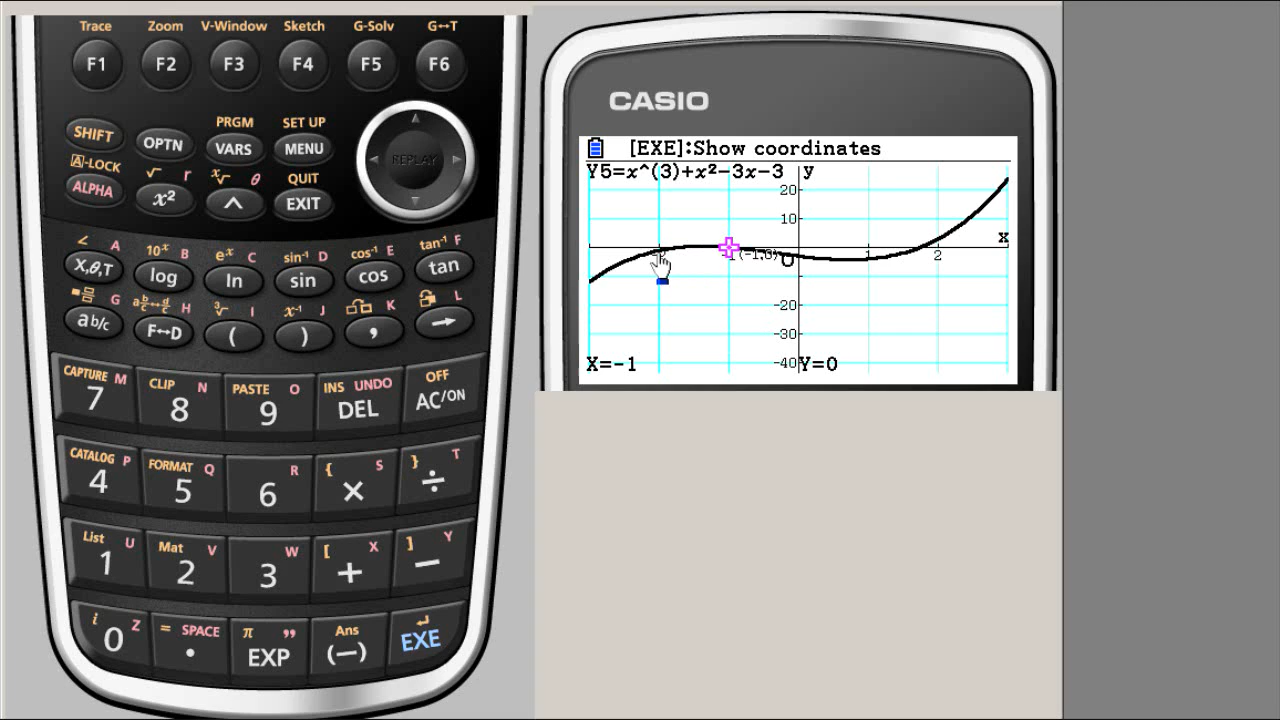 Trace Zoom V-Window Sketch G-Solv G↔T
F1 F2 F3 F4 F5 F6
PRGM SET UP
SHIFT OPTN VARS MENU
REPLAY
A-LOCK √ r ˣ√ θ QUIT
ALPHA x² ^ EXIT
∠ A 10ˣ B eˣ C sin⁻¹ D cos⁻¹ E tan⁻¹ F
X,θ,T log ln sin cos tan
G a b/c↔d/c H ³√ I x⁻¹ J K L
a b/c F↔D ( ) , →
CAPTURE M CLIP N PASTE O INS UNDO OFF
7 8 9 DEL AC/ON
CATALOG P FORMAT Q R { S } T
4 5 6 × ÷
List U Mat V W [ X ] Y
1 2 3 + −
i Z = SPACE π " Ans ↵
0 . EXP (−) EXE
CASIO
[EXE]:Show coordinates
Y5=x^(3)+x²−3x−3 y
20
10
x
(-1,0) O 1 2
-20
-30
-40
X=-1 Y=0